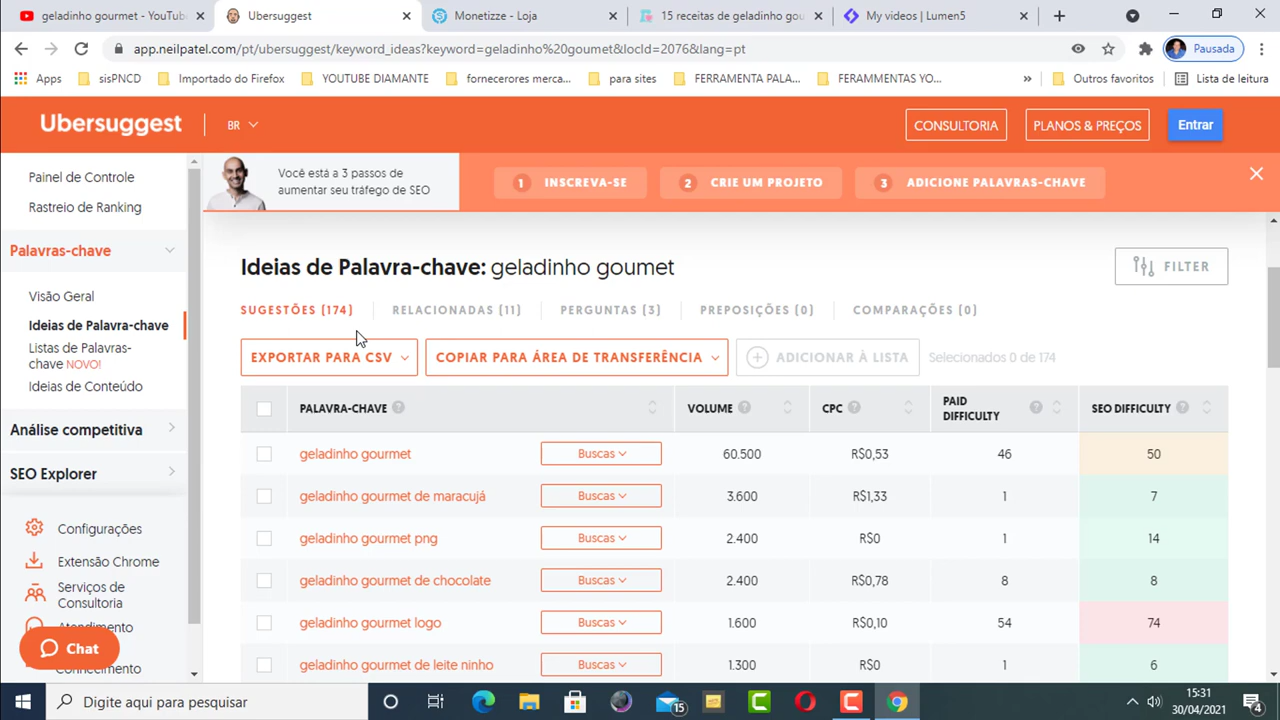 geladinho gourmet - YouTube
Ubersuggest
Monetizze - Loja
15 receitas de geladinho gou
My videos | Lumen5
app.neilpatel.com/pt/ubersuggest/keyword_ideas?keyword=geladinho%20goumet&locId=2076&lang=pt
Pausada
Apps
sisPNCD
Importado do Firefox
YOUTUBE DIAMANTE
fornecerores merca...
para sites
FERRAMENTA PALA...
FERAMMENTAS YO...
Outros favoritos
Lista de leitura
Ubersuggest
BR
CONSULTORIA
PLANOS & PREÇOS
Entrar
Painel de Controle
Rastreio de Ranking
Palavras-chave
Visão Geral
Ideias de Palavra-chave
Listas de Palavras-
chave NOVO!
Ideias de Conteúdo
Análise competitiva
SEO Explorer
Configurações
Extensão Chrome
Serviços de
Consultoria
Atendimento
Conhecimento
Chat
Você está a 3 passos de
aumentar seu tráfego de SEO
1 INSCREVA-SE
2 CRIE UM PROJETO
3 ADICIONE PALAVRAS-CHAVE
Ideias de Palavra-chave: geladinho goumet
FILTER
SUGESTÕES (174)
RELACIONADAS (11)
PERGUNTAS (3)
PREPOSIÇÕES (0)
COMPARAÇÕES (0)
EXPORTAR PARA CSV
COPIAR PARA ÁREA DE TRANSFERÊNCIA
ADICIONAR À LISTA
Selecionados 0 de 174
PALAVRA-CHAVE ? VOLUME ? CPC ? PAID DIFFICULTY ? SEO DIFFICULTY ?
geladinho gourmet Buscas 60.500 R$0,53 46 50
geladinho gourmet de maracujá Buscas 3.600 R$1,33 1 7
geladinho gourmet png Buscas 2.400 R$0 1 14
geladinho gourmet de chocolate Buscas 2.400 R$0,78 8 8
geladinho gourmet logo Buscas 1.600 R$0,10 54 74
geladinho gourmet de leite ninho Buscas 1.300 R$0 1 6
Digite aqui para pesquisar
15
15:31
30/04/2021
4